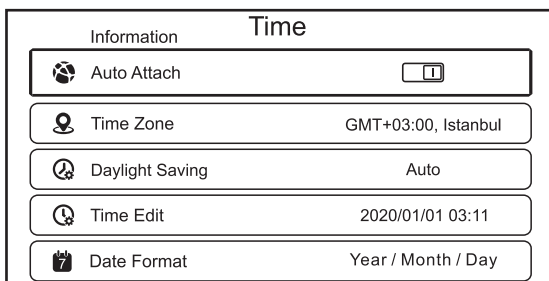 Time
Information
Auto Attach
Time Zone GMT+03:00, Istanbul
Daylight Saving Auto
Time Edit 2020/01/01 03:11
7 Date Format Year / Month / Day